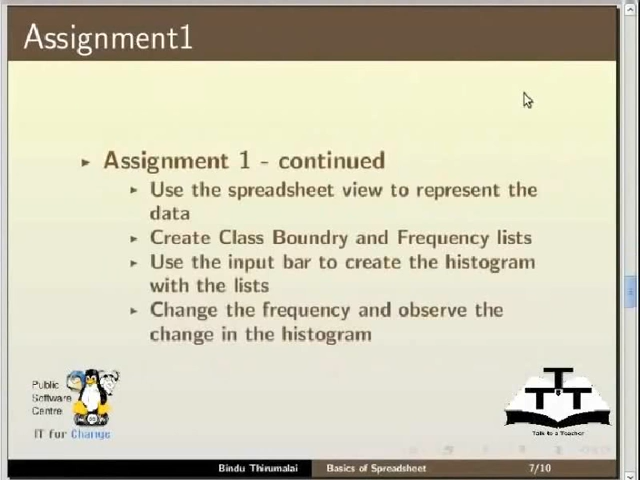 Assignment1
Assignment 1 - continued
Use the spreadsheet view to represent the
data
Create Class Boundry and Frequency lists
Use the input bar to create the histogram
with the lists
Change the frequency and observe the
change in the histogram
Public
Software
Centre
IT for Change
T
T T
Talk to a Teacher
Bindu Thirumalai Basics of Spreadsheet 7/10